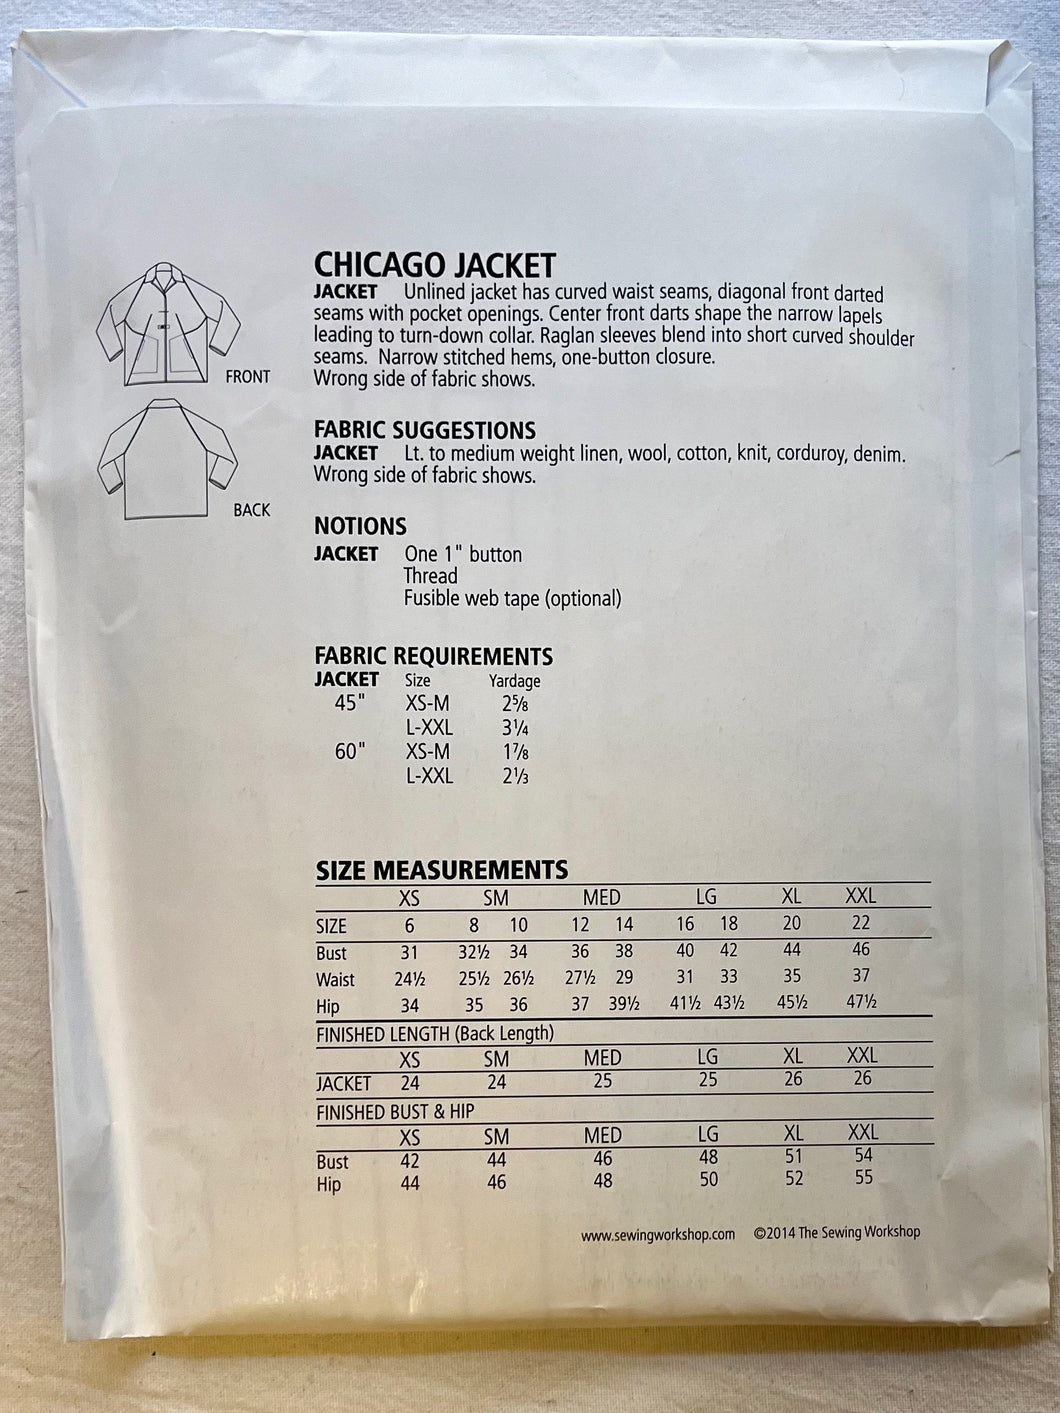 CHICAGO JACKET
JACKET Unlined jacket has curved waist seams, diagonal front darted
seams with pocket openings. Center front darts shape the narrow lapels
leading to turn-down collar. Raglan sleeves blend into short curved shoulder
seams. Narrow stitched hems, one-button closure.
Wrong side of fabric shows.
FRONT
BACK
FABRIC SUGGESTIONS
JACKET Lt. to medium weight linen, wool, cotton, knit, corduroy, denim.
Wrong side of fabric shows.
NOTIONS
JACKET One 1" button
Thread
Fusible web tape (optional)
FABRIC REQUIREMENTS
JACKET Size Yardage
45" XS-M 2⅝
L-XXL 3¼
60" XS-M 1⅞
L-XXL 2⅓
SIZE MEASUREMENTS
XS SM MED LG XL XXL
SIZE 6 8 10 12 14 16 18 20 22
Bust 31 32½ 34 36 38 40 42 44 46
Waist 24½ 25½ 26½ 27½ 29 31 33 35 37
Hip 34 35 36 37 39½ 41½ 43½ 45½ 47½
FINISHED LENGTH (Back Length)
XS SM MED LG XL XXL
JACKET 24 24 25 25 26 26
FINISHED BUST & HIP
XS SM MED LG XL XXL
Bust 42 44 46 48 51 54
Hip 44 46 48 50 52 55
www.sewingworkshop.com ©2014 The Sewing Workshop